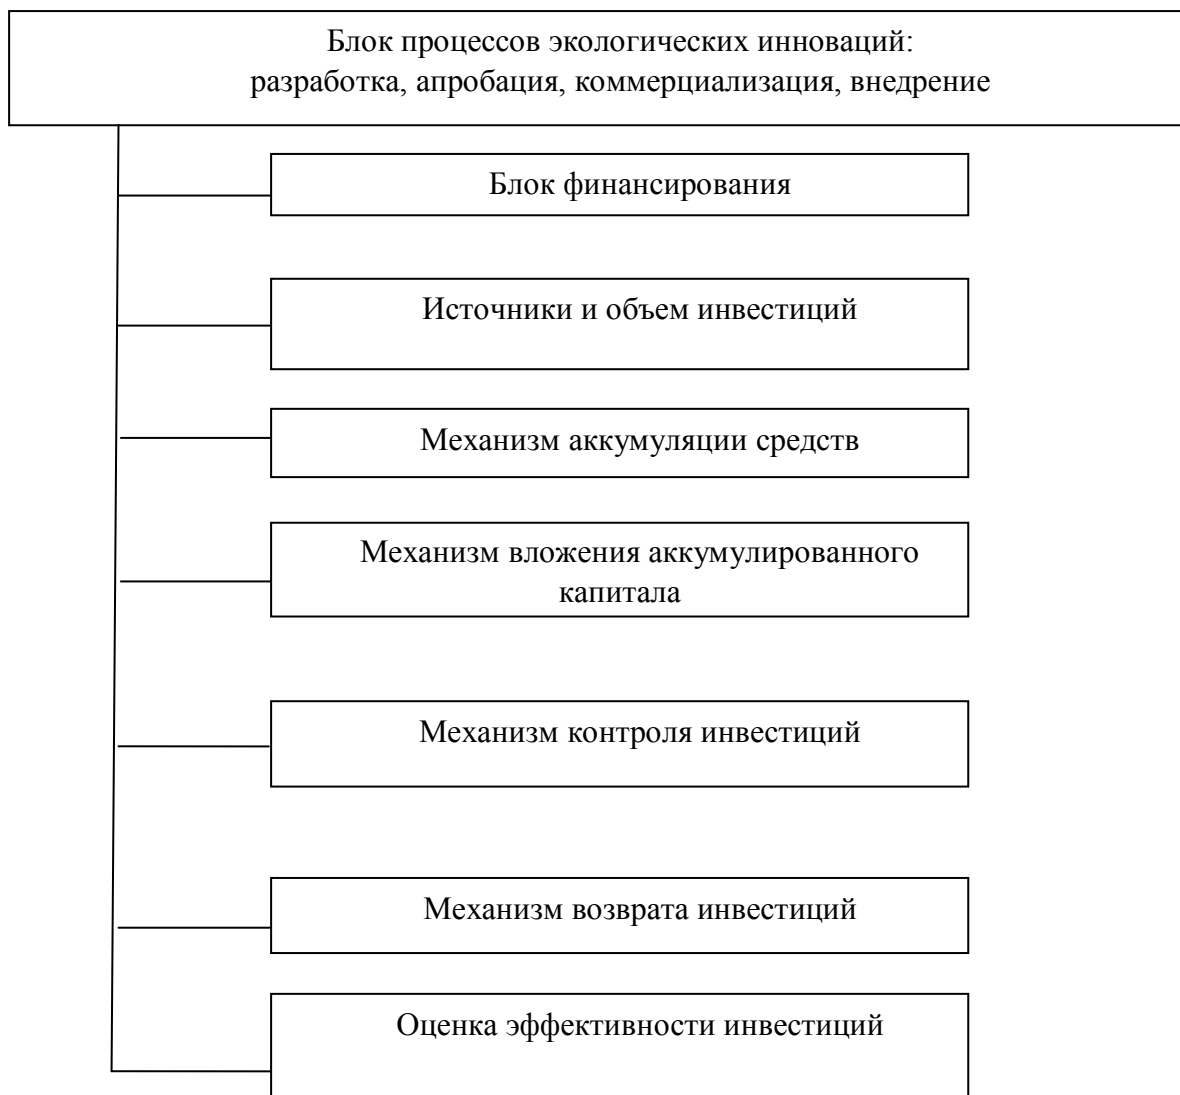 Блок процессов экологических инноваций:
разработка, апробация, коммерциализация, внедрение
Блок финансирования
Источники и объем инвестиций
Механизм аккумуляции средств
Механизм вложения аккумулированного
капитала
Механизм контроля инвестиций
Механизм возврата инвестиций
Оценка эффективности инвестиций